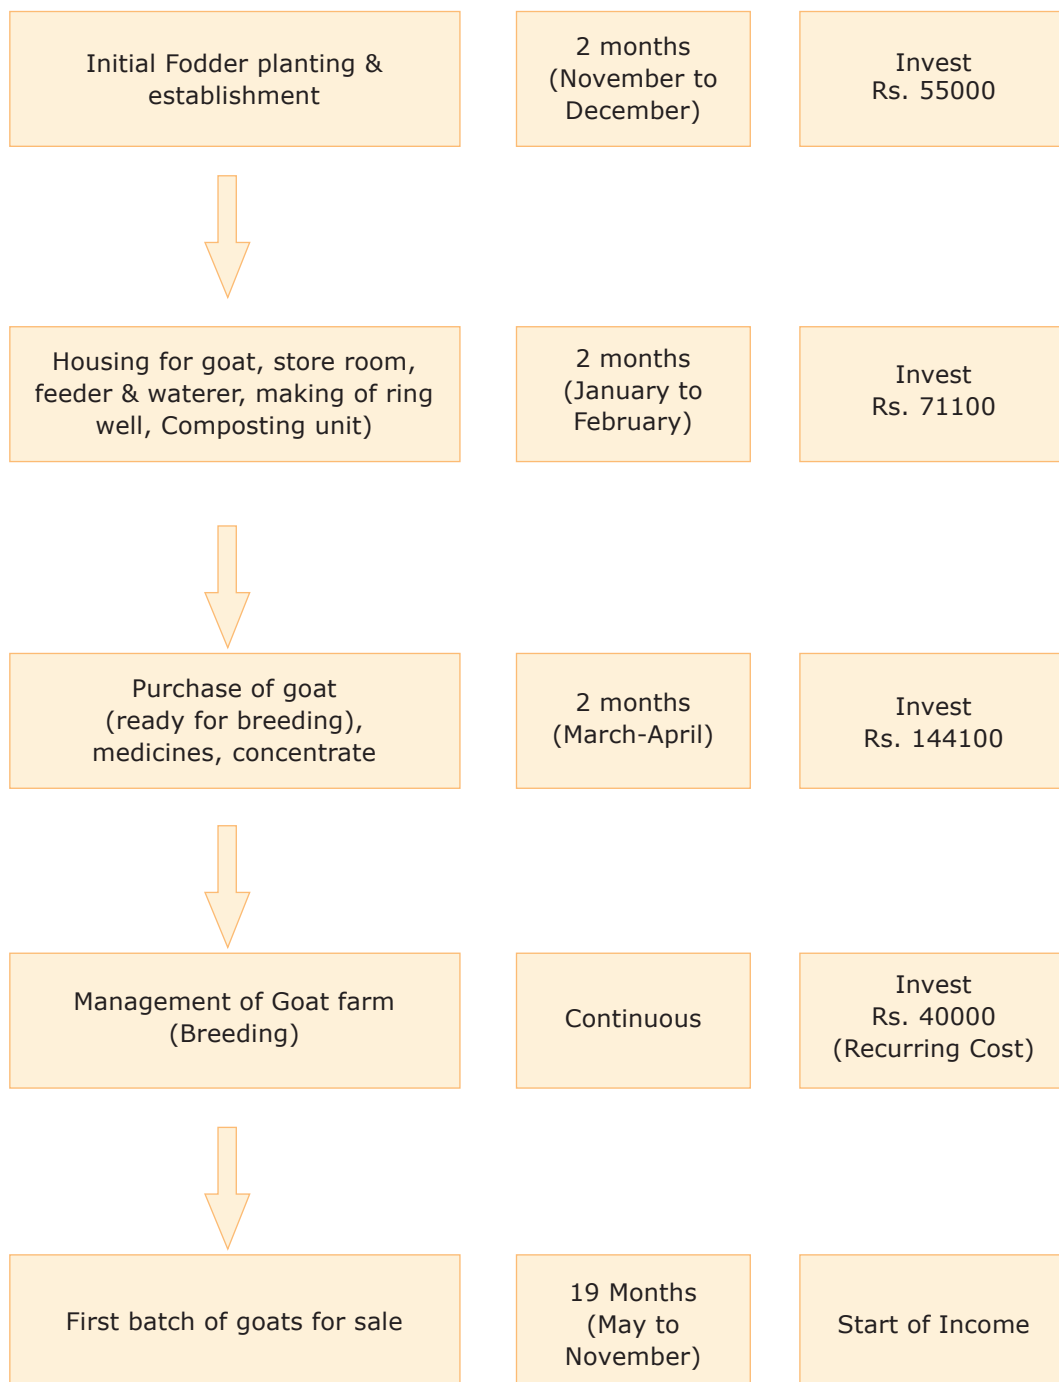 Initial Fodder planting &
establishment
2 months
(November to
December)
Invest
Rs. 55000
Housing for goat, store room,
feeder & waterer, making of ring
well, Composting unit)
2 months
(January to
February)
Invest
Rs. 71100
Purchase of goat
(ready for breeding),
medicines, concentrate
2 months
(March-April)
Invest
Rs. 144100
Management of Goat farm
(Breeding)
Continuous
Invest
Rs. 40000
(Recurring Cost)
First batch of goats for sale
19 Months
(May to
November)
Start of Income